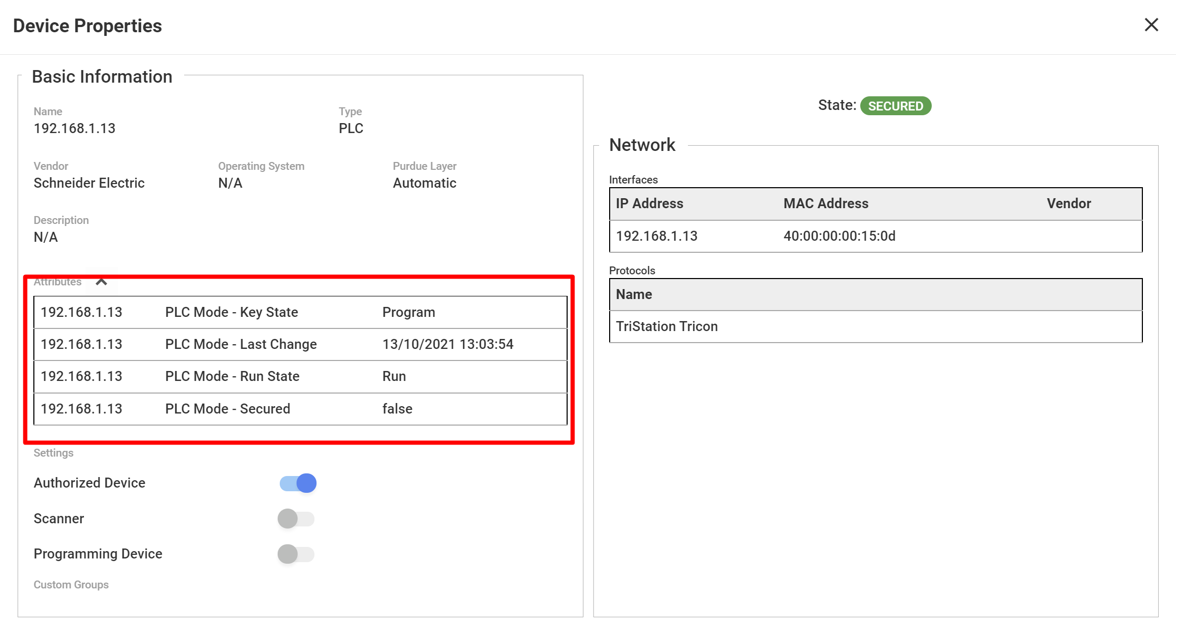 Device Properties
Basic Information
Name
Type
192.168.1.13
PLC
Vendor
Operating System
Purdue Layer
Schneider Electric
N/A
Automatic
Description
N/A
Attributes
192.168.1.13 PLC Mode - Key State Program
192.168.1.13 PLC Mode - Last Change 13/10/2021 13:03:54
192.168.1.13 PLC Mode - Run State Run
192.168.1.13 PLC Mode - Secured false
Settings
Authorized Device
Scanner
Programming Device
Custom Groups
State: SECURED
Network
Interfaces
IP Address MAC Address Vendor
192.168.1.13 40:00:00:00:15:0d
Protocols
Name
TriStation Tricon